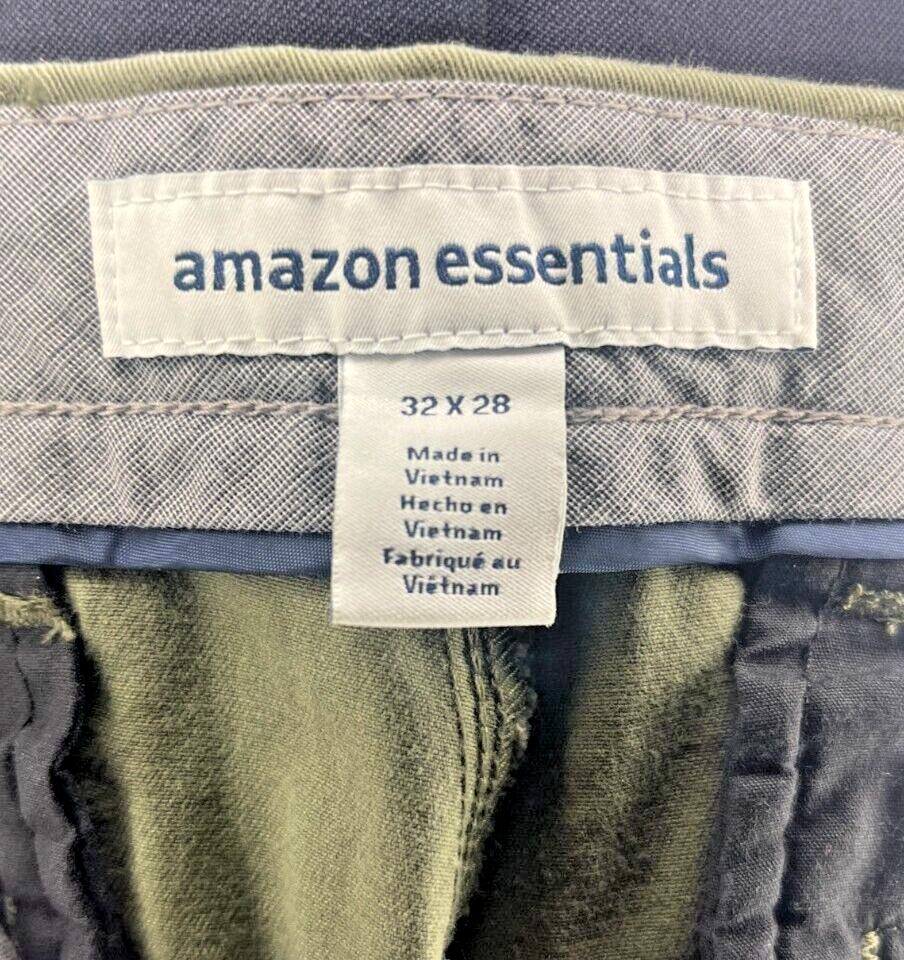 amazon essentials
32 X 28
Made in
Vietnam
Hecho en
Vietnam
Fabriqué au
Viêtnam